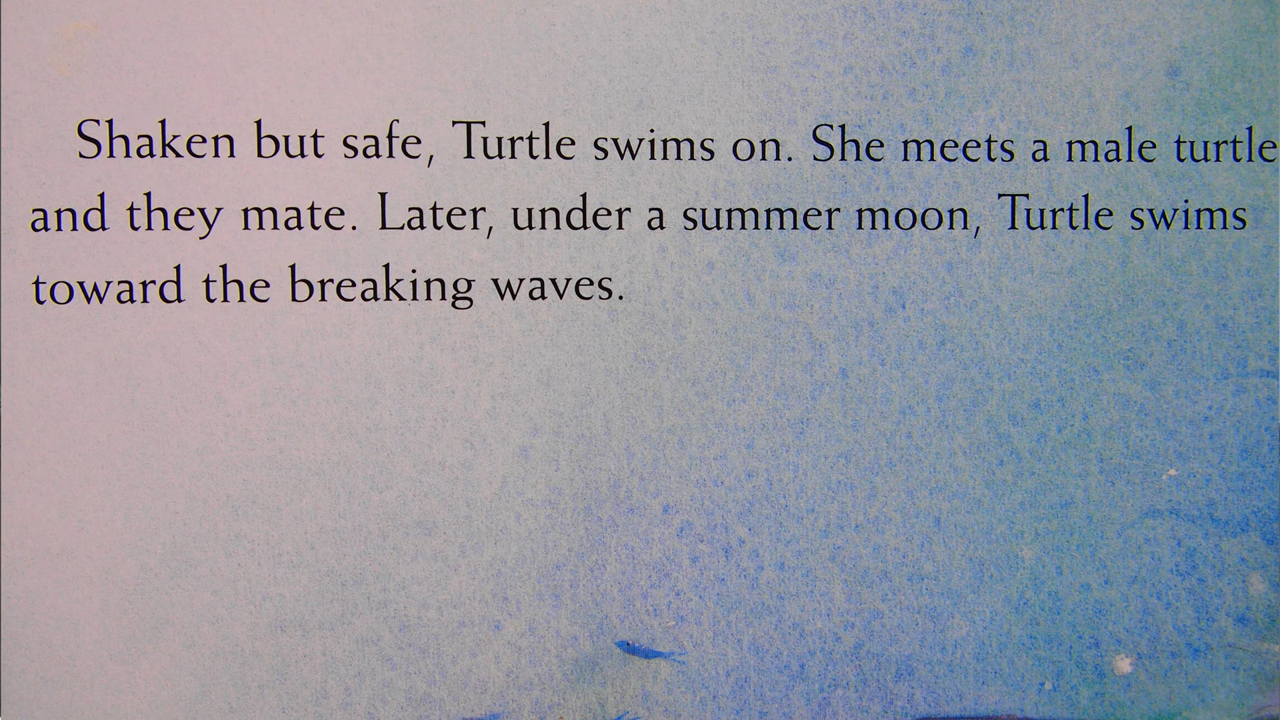 Shaken but safe, Turtle swims on. She meets a male turtle
and they mate. Later, under a summer moon, Turtle swims
toward the breaking waves.